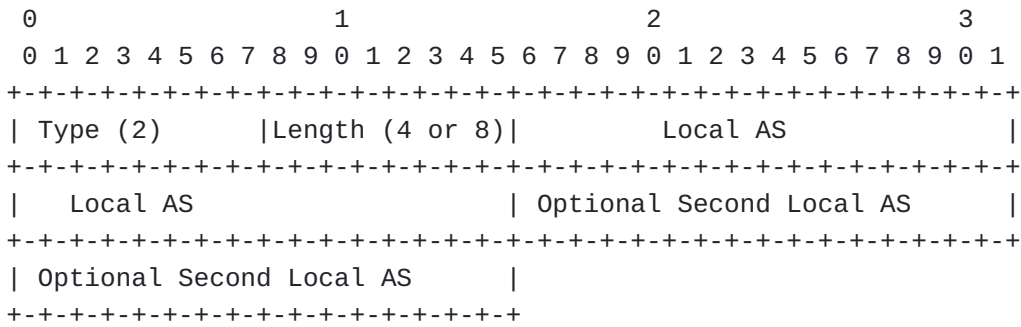 0                   1                   2                   3
 0 1 2 3 4 5 6 7 8 9 0 1 2 3 4 5 6 7 8 9 0 1 2 3 4 5 6 7 8 9 0 1
+-+-+-+-+-+-+-+-+-+-+-+-+-+-+-+-+-+-+-+-+-+-+-+-+-+-+-+-+-+-+-+-+
| Type (2)      |Length (4 or 8)|         Local AS              |
+-+-+-+-+-+-+-+-+-+-+-+-+-+-+-+-+-+-+-+-+-+-+-+-+-+-+-+-+-+-+-+-+
|   Local AS                    | Optional Second Local AS      |
+-+-+-+-+-+-+-+-+-+-+-+-+-+-+-+-+-+-+-+-+-+-+-+-+-+-+-+-+-+-+-+-+
| Optional Second Local AS      |
+-+-+-+-+-+-+-+-+-+-+-+-+-+-+-+-+